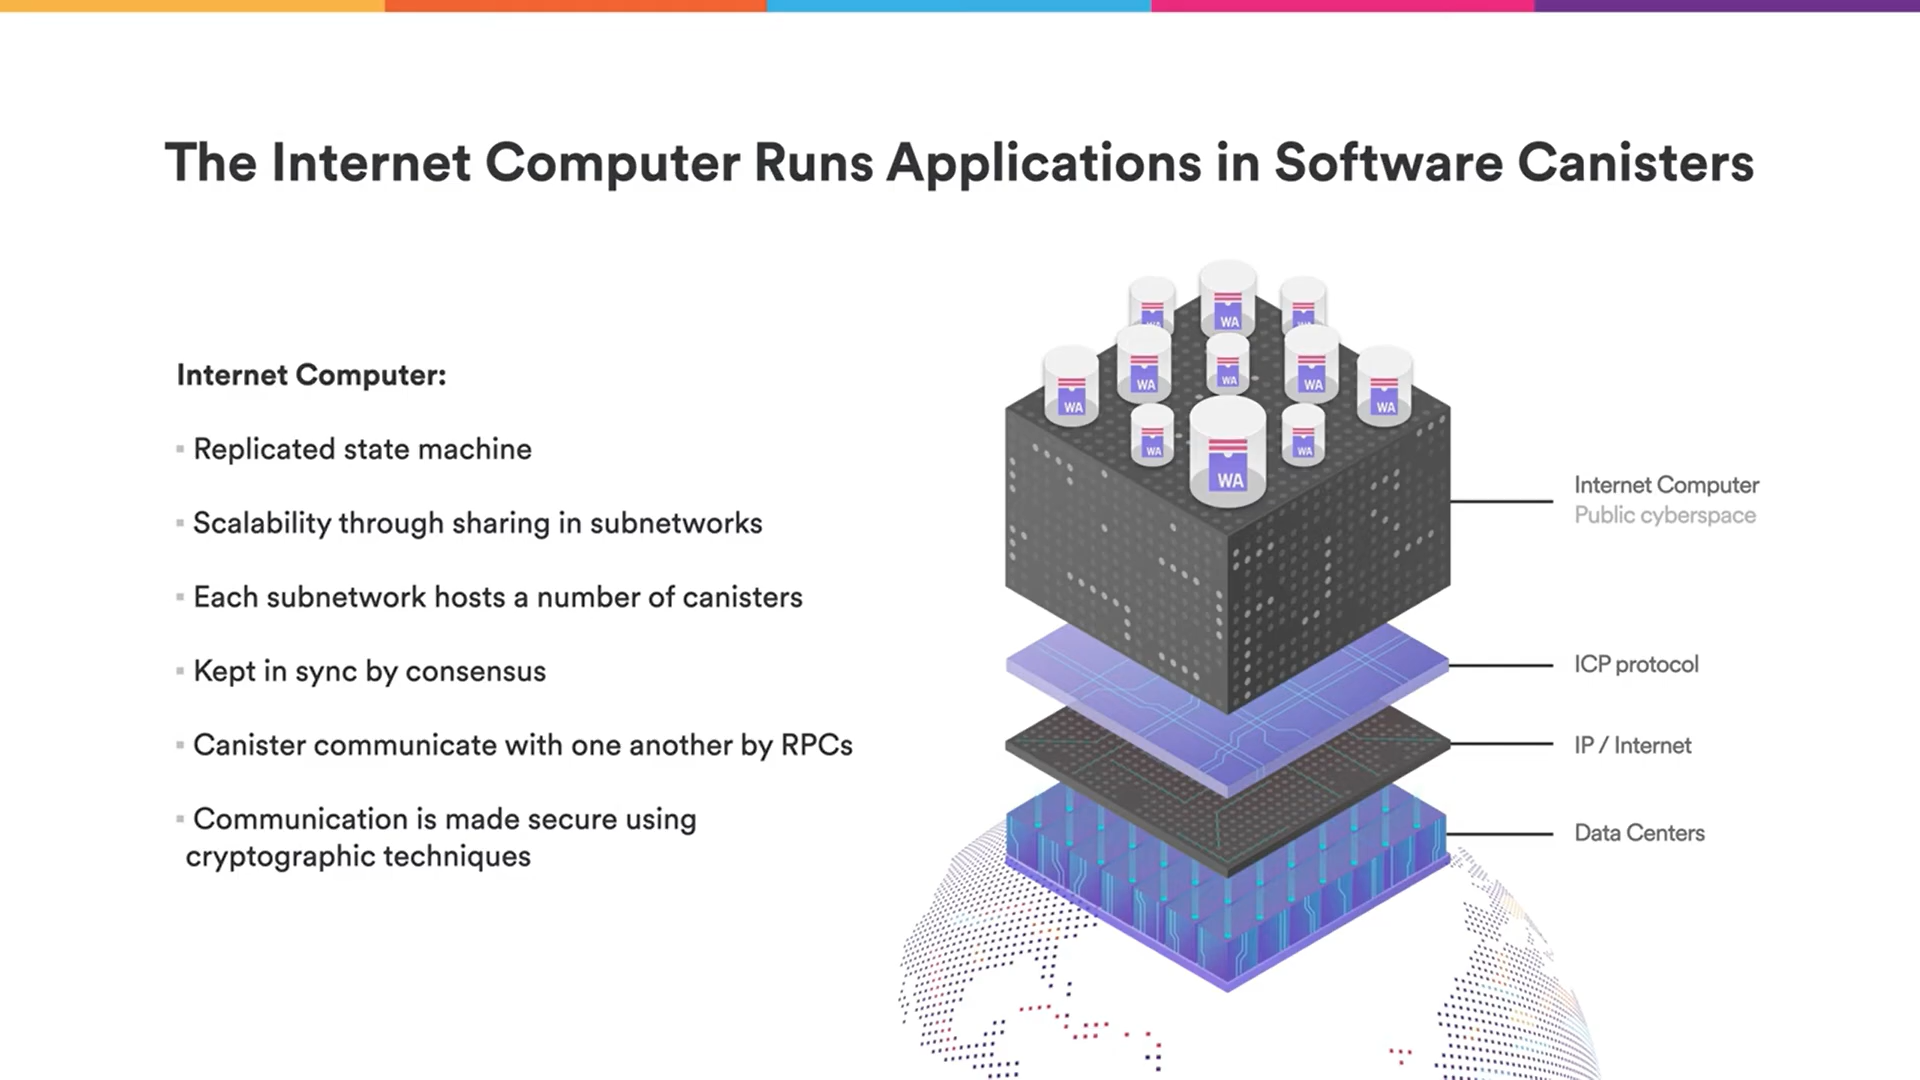 The Internet Computer Runs Applications in Software Canisters
Internet Computer:
Replicated state machine
Scalability through sharing in subnetworks
Each subnetwork hosts a number of canisters
Kept in sync by consensus
Canister communicate with one another by RPCs
Communication is made secure using
cryptographic techniques
WA
WA
WA
WA
WA
WA
WA
WA
WA
WA
WA
WA
Internet Computer
Public cyberspace
ICP protocol
IP / Internet
Data Centers